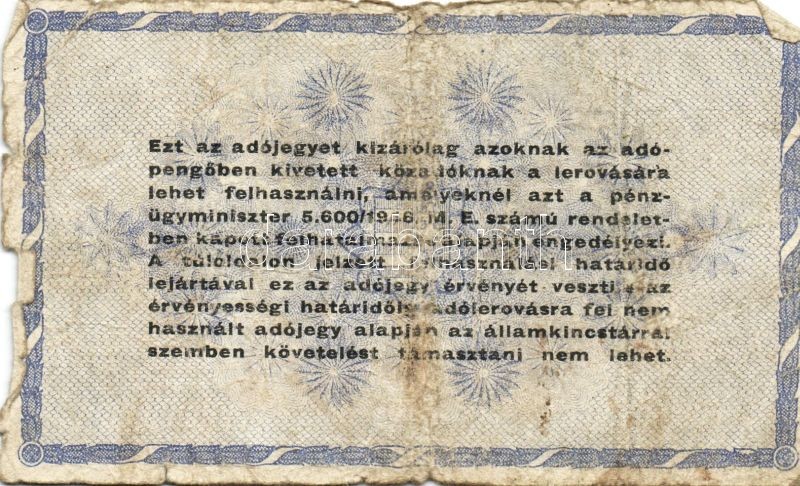 Ezt az adójegyet kizárólag azoknak az adó-
pengőben kivetett közadóknak a lerovására
lehet felhasználni, amelyeknél azt a pénz-
ügyminiszter 5.600/1946. M. E. számú rendelet-
ben kapott felhatalmazás alapján engedélyezi.
A túloldalon jelzett felhasználási határidő
lejártával ez az adójegy érvényét veszti s az
érvényességi határidőig adólerovásra fel nem
használt adójegy alapján az államkincstárral
szemben követelést támasztani nem lehet.